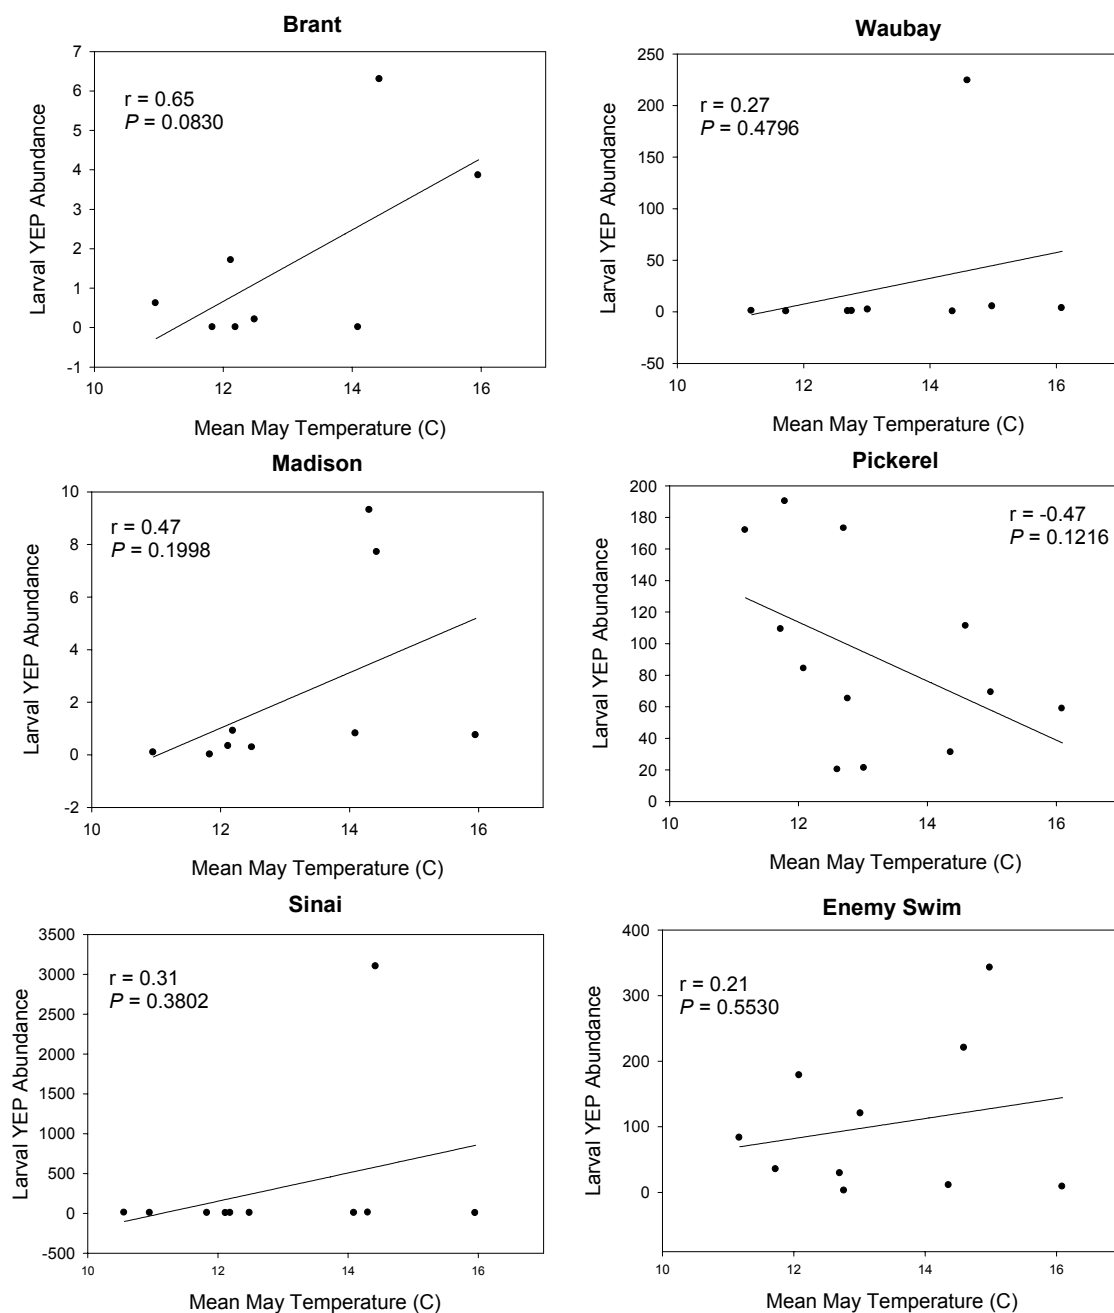 Brant
r = 0.65
P = 0.0830
Larval YEP Abundance
7
6
5
4
3
2
1
0
-1
10 12 14 16
Mean May Temperature (C)
Waubay
r = 0.27
P = 0.4796
Larval YEP Abundance
250
200
150
100
50
0
-50
10 12 14 16
Mean May Temperature (C)
Madison
r = 0.47
P = 0.1998
Larval YEP Abundance
10
8
6
4
2
0
-2
10 12 14 16
Mean May Temperature (C)
Pickerel
r = -0.47
P = 0.1216
Larval YEP Abundance
200
180
160
140
120
100
80
60
40
20
0
10 12 14 16
Mean May Temperature (C)
Sinai
r = 0.31
P = 0.3802
Larval YEP Abundance
3500
3000
2500
2000
1500
1000
500
0
-500
10 12 14 16
Mean May Temperature (C)
Enemy Swim
r = 0.21
P = 0.5530
Larval YEP Abundance
400
300
200
100
0
10 12 14 16
Mean May Temperature (C)